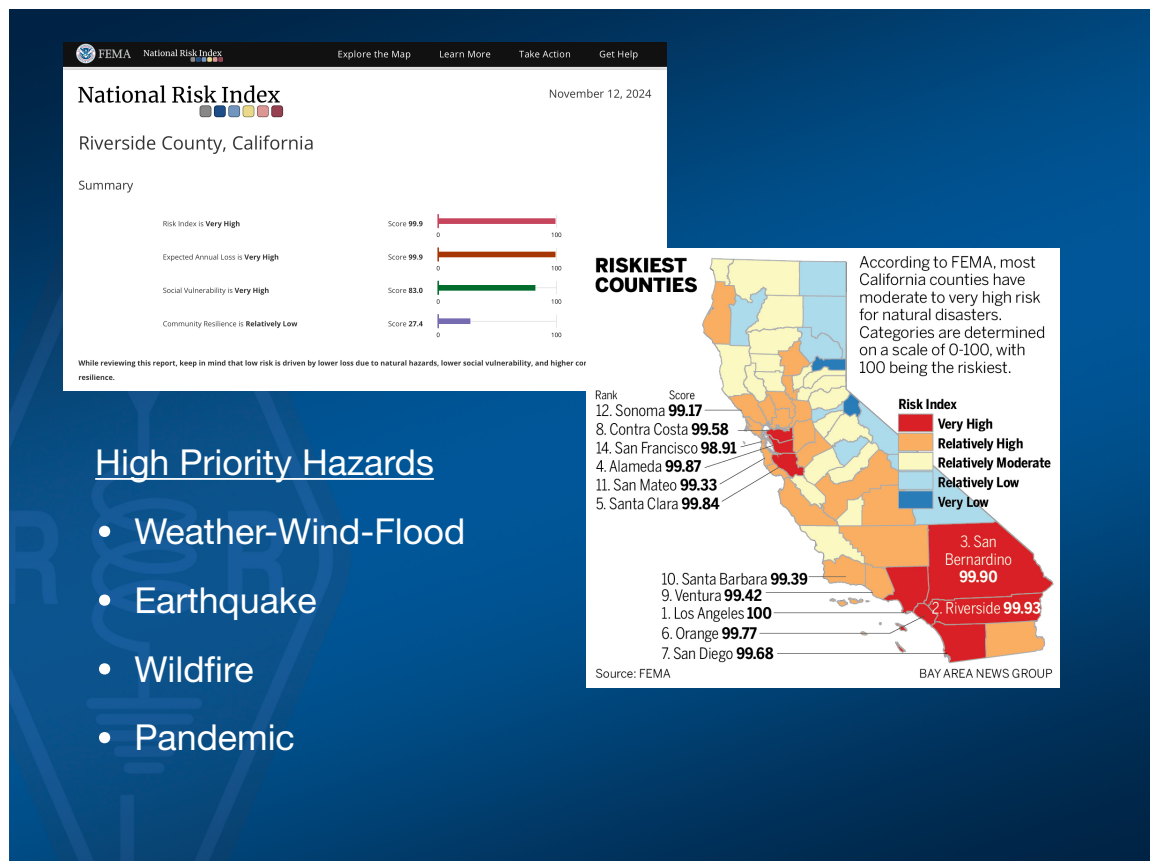 FEMA National Risk Index Explore the Map Learn More Take Action Get Help
National Risk Index
November 12, 2024
Riverside County, California
Summary
Risk Index is Very High Score 99.9
0 100
Expected Annual Loss is Very High Score 99.9
0 100
Social Vulnerability is Very High Score 83.0
0 100
Community Resilience is Relatively Low Score 27.4
0 100
While reviewing this report, keep in mind that low risk is driven by lower loss due to natural hazards, lower social vulnerability, and higher
resilience.
High Priority Hazards
• Weather-Wind-Flood
• Earthquake
• Wildfire
• Pandemic
RISKIEST
COUNTIES
According to FEMA, most
California counties have
moderate to very high risk
for natural disasters.
Categories are determined
on a scale of 0-100, with
100 being the riskiest.
Rank Score
12. Sonoma 99.17
8. Contra Costa 99.58
14. San Francisco 98.91
4. Alameda 99.87
11. San Mateo 99.33
5. Santa Clara 99.84
Risk Index
Very High
Relatively High
Relatively Moderate
Relatively Low
Very Low
3. San
Bernardino
99.90
2. Riverside 99.93
10. Santa Barbara 99.39
9. Ventura 99.42
1. Los Angeles 100
6. Orange 99.77
7. San Diego 99.68
Source: FEMA
BAY AREA NEWS GROUP
R R